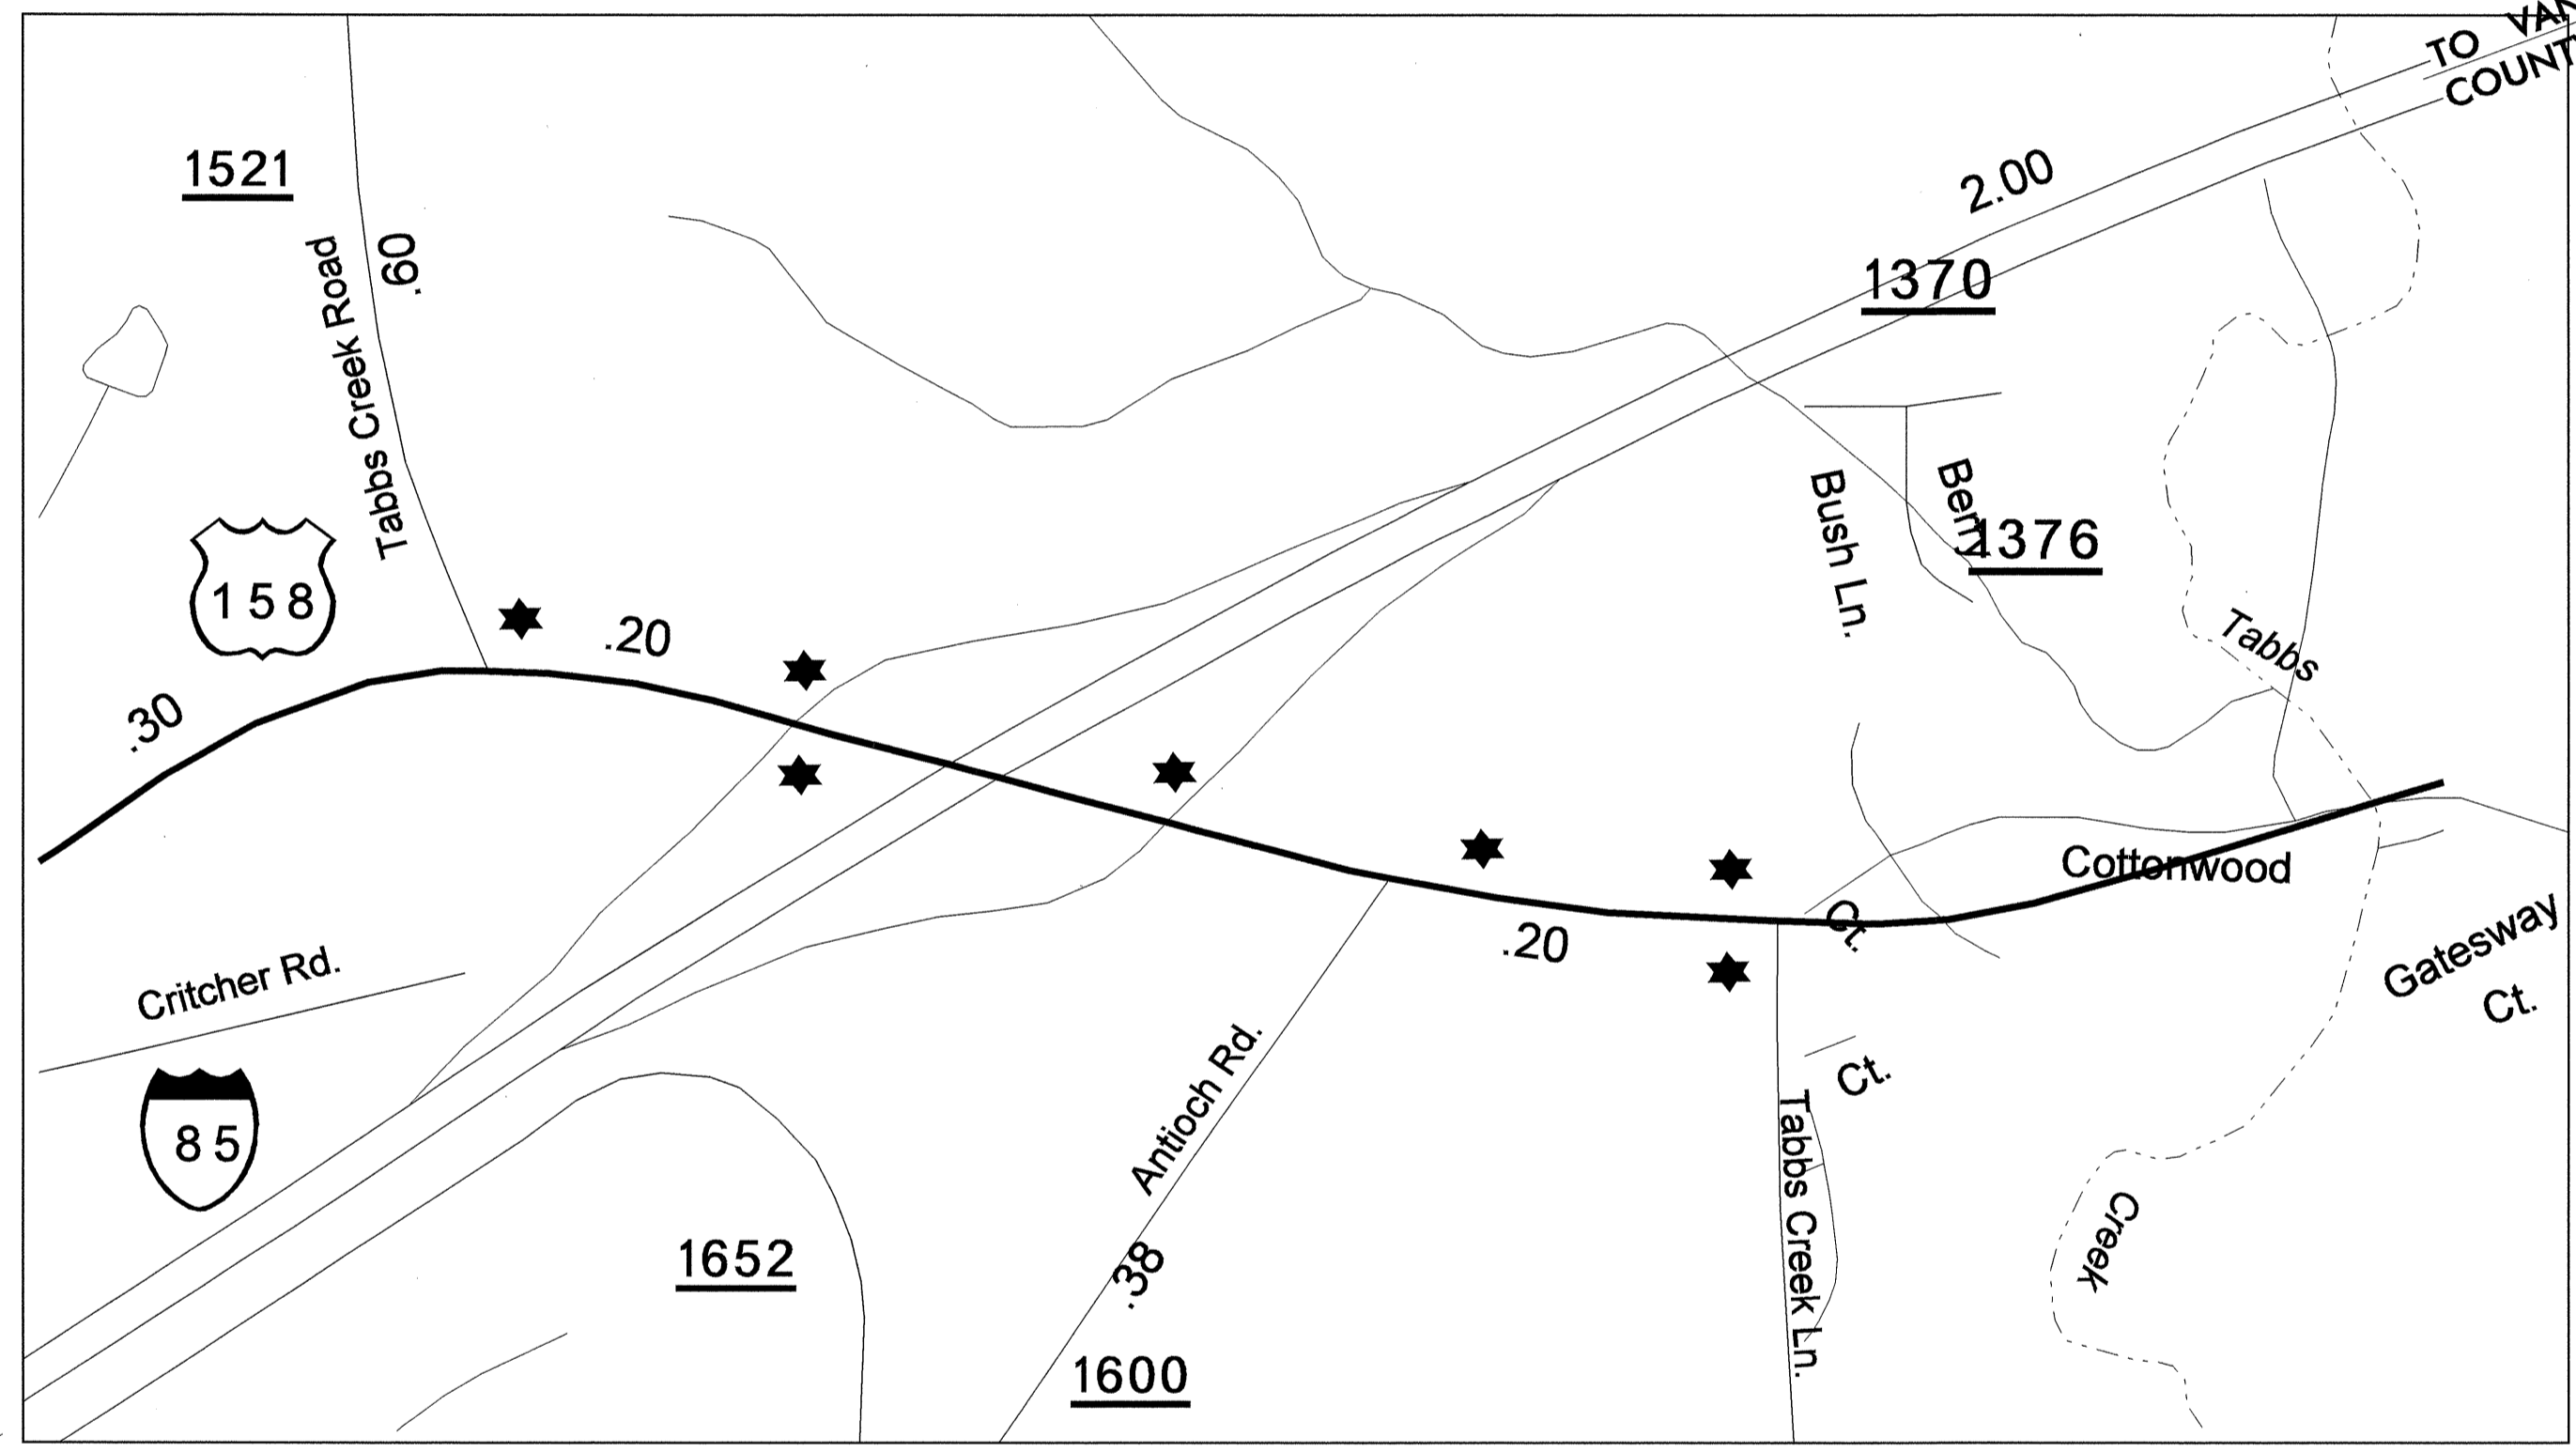 TO
COUNT
2.00
1521
.60
Tabbs Creek Road
1370
Bush Ln.
Berry
1376
158
.20
Tabbs
.30
Cottonwood
Ct.
.20
Gatesway
Ct.
Critcher Rd.
85
Antioch Rd.
Ct.
Tabbs Creek Ln.
Creek
1652
.38
1600